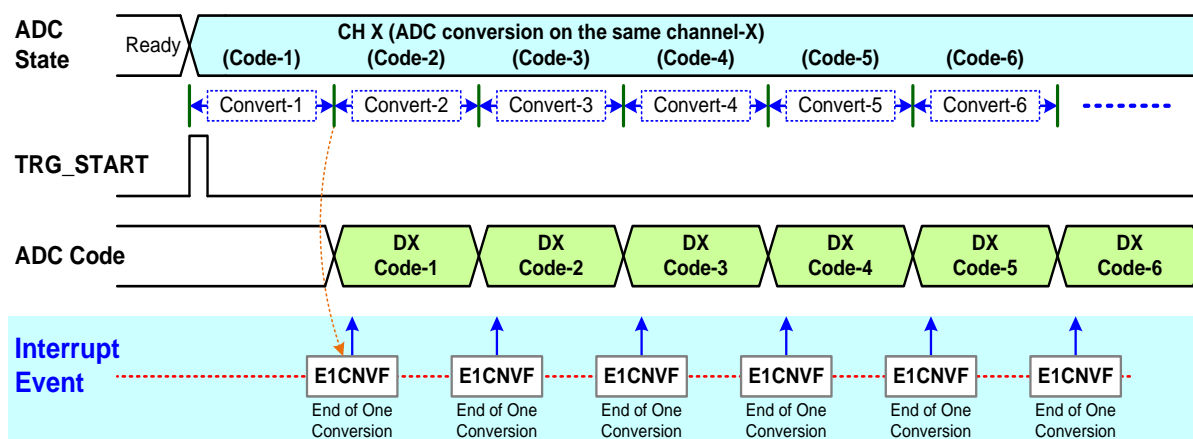 ADC State
Ready
CH X (ADC conversion on the same channel-X)
(Code-1) (Code-2) (Code-3) (Code-4) (Code-5) (Code-6)
Convert-1 Convert-2 Convert-3 Convert-4 Convert-5 Convert-6
TRG_START
ADC Code
DX DX DX DX DX DX
Code-1 Code-2 Code-3 Code-4 Code-5 Code-6
Interrupt
Event
E1CNVF E1CNVF E1CNVF E1CNVF E1CNVF E1CNVF
End of One End of One End of One End of One End of One End of One
Conversion Conversion Conversion Conversion Conversion Conversion